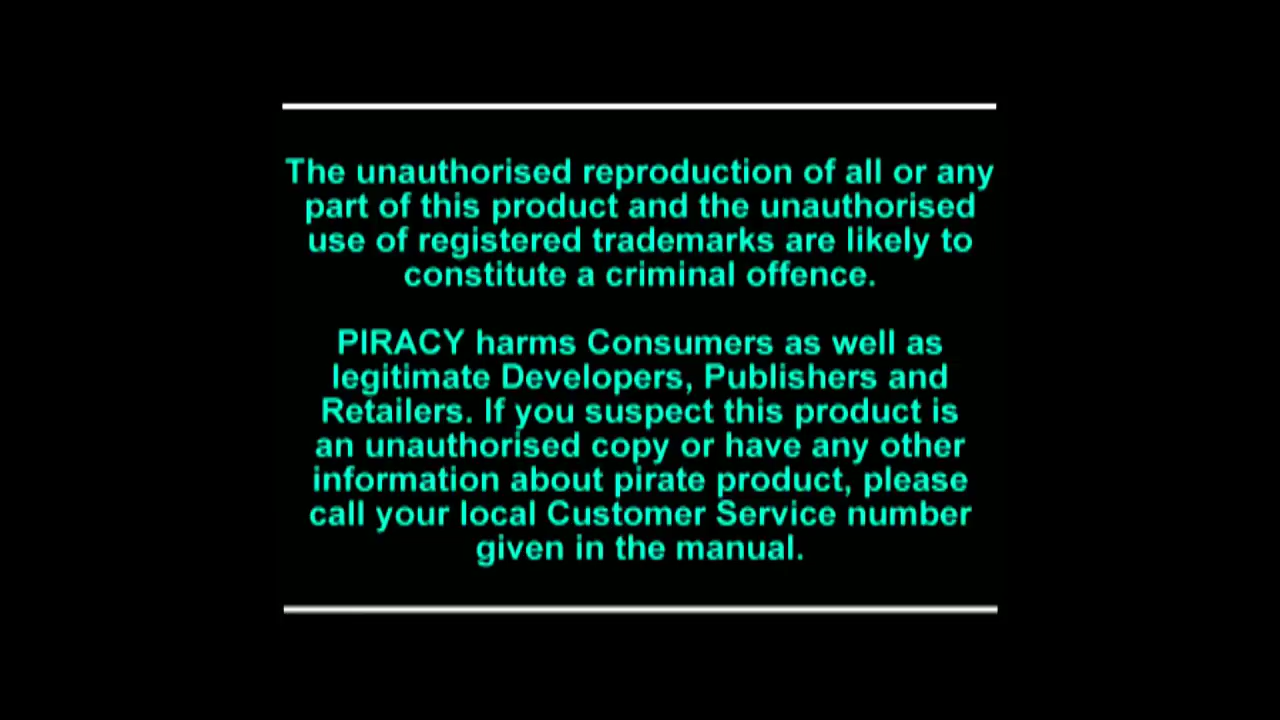 The unauthorised reproduction of all or any
part of this product and the unauthorised
use of registered trademarks are likely to
constitute a criminal offence.
PIRACY harms Consumers as well as
legitimate Developers, Publishers and
Retailers. If you suspect this product is
an unauthorised copy or have any other
information about pirate product, please
call your local Customer Service number
given in the manual.